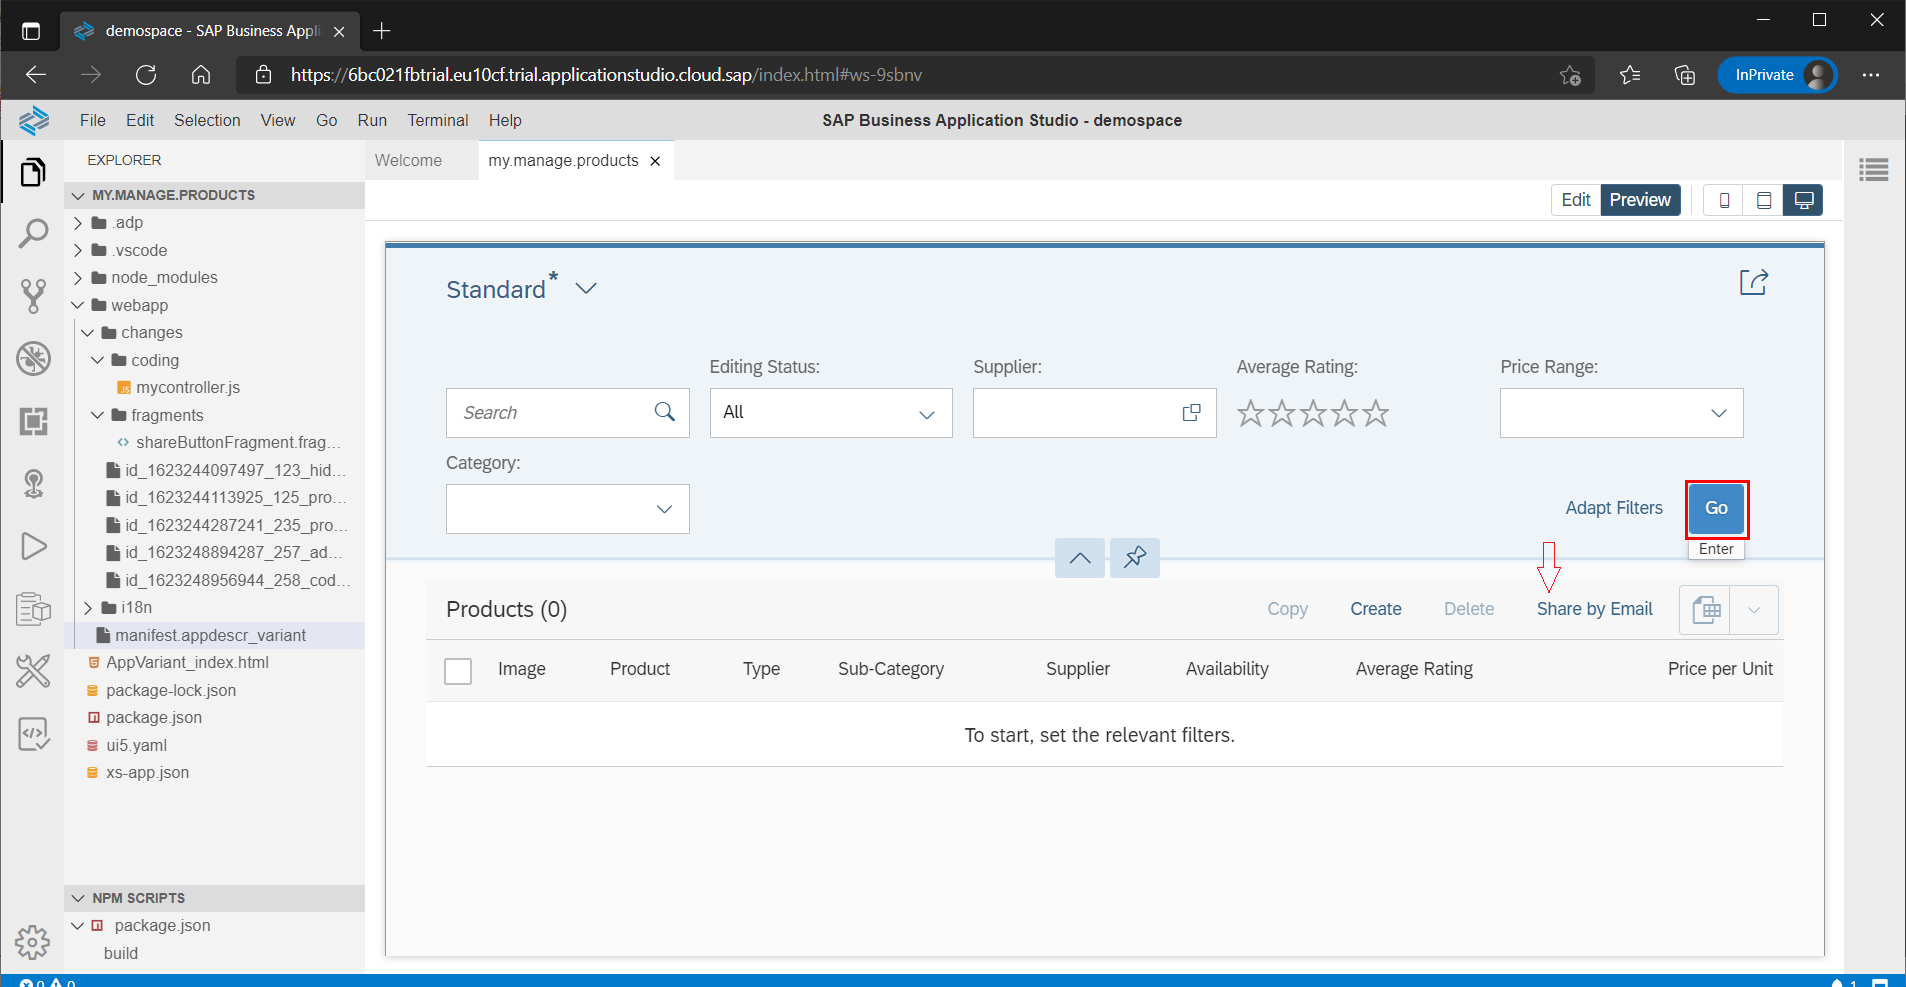 demospace - SAP Business Appli
https://6bc021fbtrial.eu10cf.trial.applicationstudio.cloud.sap/index.html#ws-9sbnv
InPrivate
File Edit Selection View Go Run Terminal Help
SAP Business Application Studio - demospace
EXPLORER
Welcome
my.manage.products
MY.MANAGE.PRODUCTS
.adp
.vscode
node_modules
webapp
changes
coding
JS mycontroller.js
fragments
shareButtonFragment.frag...
id_1623244097497_123_hid...
id_1623244113925_125_pro...
id_1623244287241_235_pro...
id_1623248894287_257_ad...
id_1623248956944_258_cod...
i18n
manifest.appdescr_variant
AppVariant_index.html
package-lock.json
package.json
ui5.yaml
xs-app.json
NPM SCRIPTS
package.json
build
Edit Preview
Standard*
Editing Status: Supplier: Average Rating: Price Range:
Search All
Category:
Adapt Filters Go
Enter
Products (0) Copy Create Delete Share by Email
Image Product Type Sub-Category Supplier Availability Average Rating Price per Unit
To start, set the relevant filters.
0 0 1